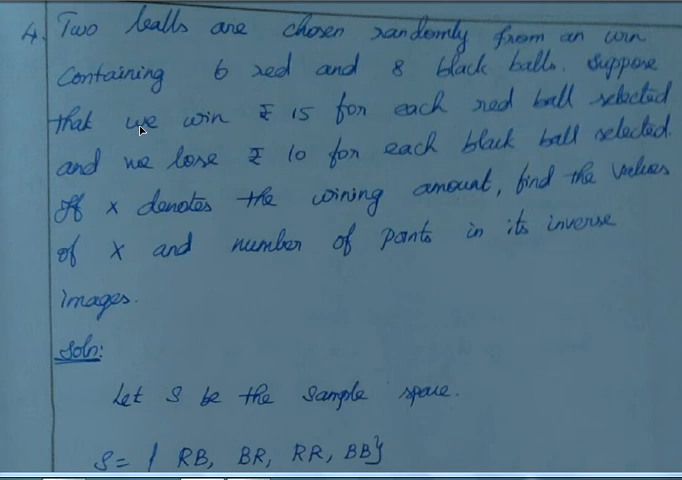 4. Two balls are chosen randomly from an urn
containing 6 red and 8 black balls. Suppose
that we win ₹ 15 for each red ball selected
and we lose ₹ 10 for each black ball selected.
If x denotes the wining amount, find the values
of X and number of points in its inverse
images.
Soln:
Let S be the sample space.
S = { RB, BR, RR, BB}